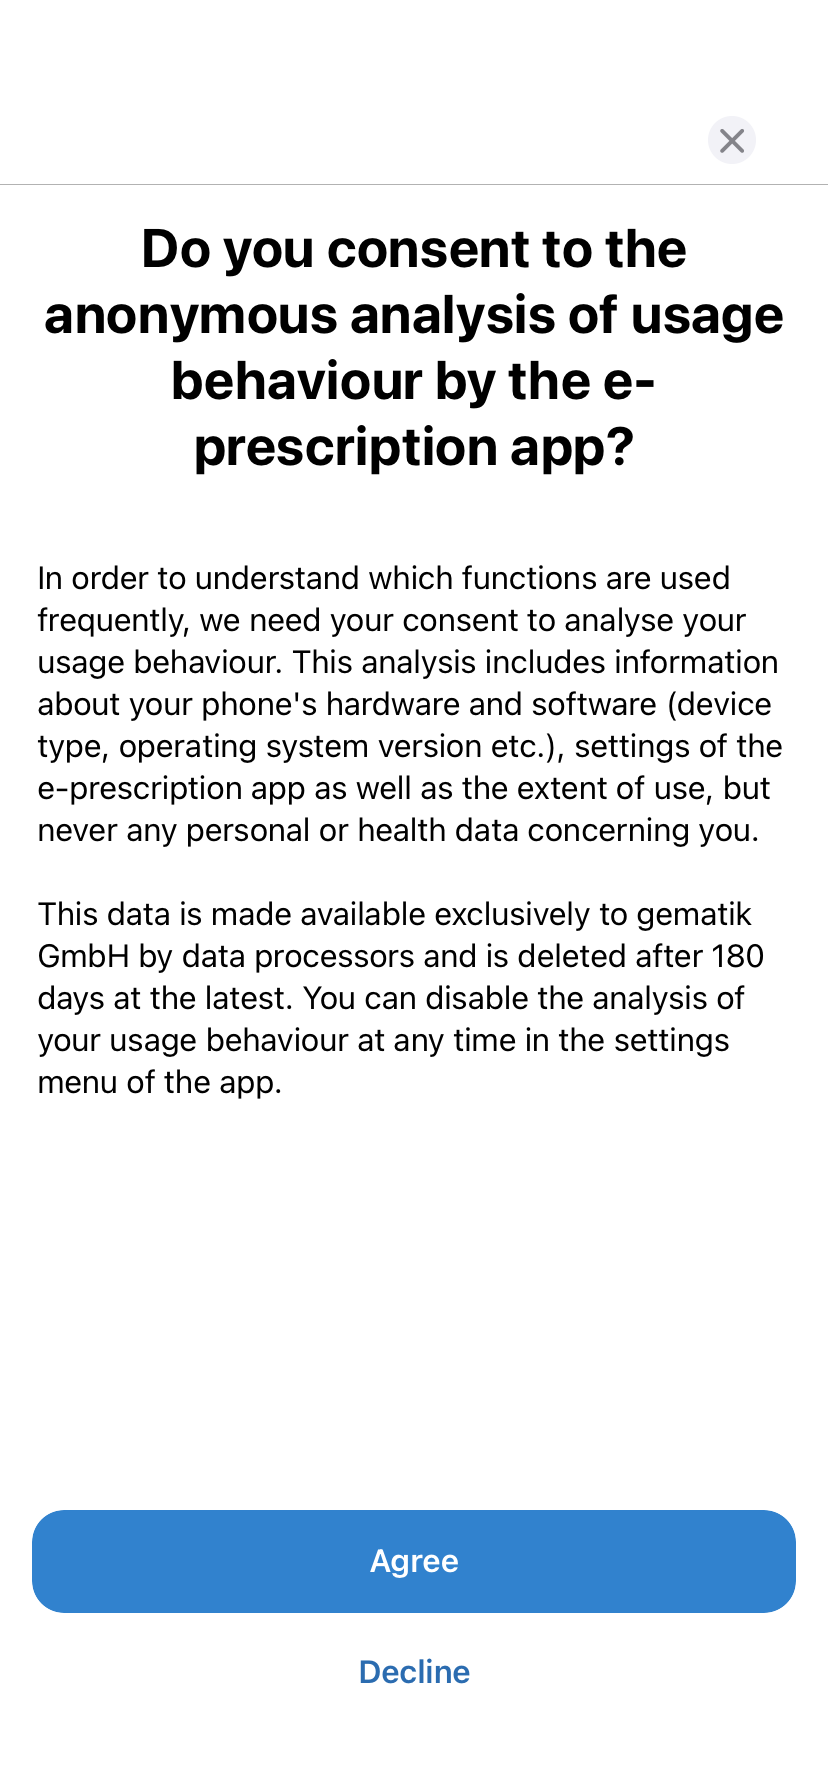 Do you consent to the
anonymous analysis of usage
behaviour by the e-
prescription app?
In order to understand which functions are used
frequently, we need your consent to analyse your
usage behaviour. This analysis includes information
about your phone's hardware and software (device
type, operating system version etc.), settings of the
e-prescription app as well as the extent of use, but
never any personal or health data concerning you.
This data is made available exclusively to gematik
GmbH by data processors and is deleted after 180
days at the latest. You can disable the analysis of
your usage behaviour at any time in the settings
menu of the app.
Agree
Decline